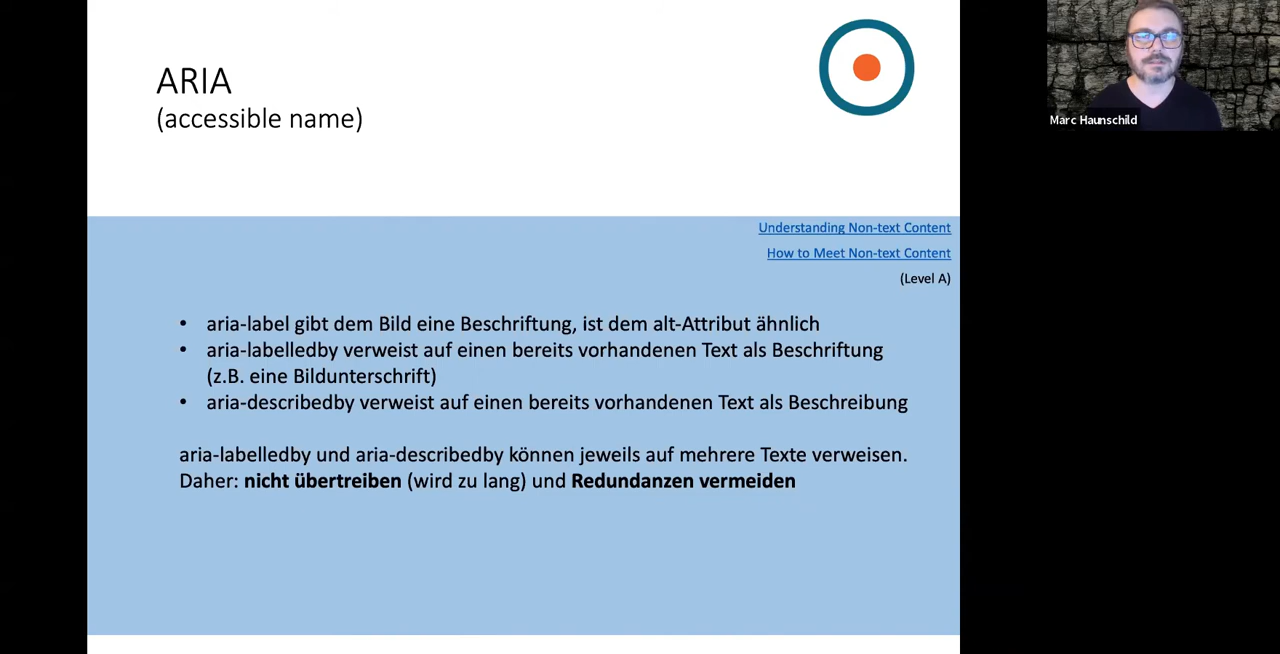 ARIA
(accessible name)
Marc Haunschild
Understanding Non-text Content
How to Meet Non-text Content
(Level A)
• aria-label gibt dem Bild eine Beschriftung, ist dem alt-Attribut ähnlich
• aria-labelledby verweist auf einen bereits vorhandenen Text als Beschriftung
(z.B. eine Bildunterschrift)
• aria-describedby verweist auf einen bereits vorhandenen Text als Beschreibung
aria-labelledby und aria-describedby können jeweils auf mehrere Texte verweisen.
Daher: nicht übertreiben (wird zu lang) und Redundanzen vermeiden